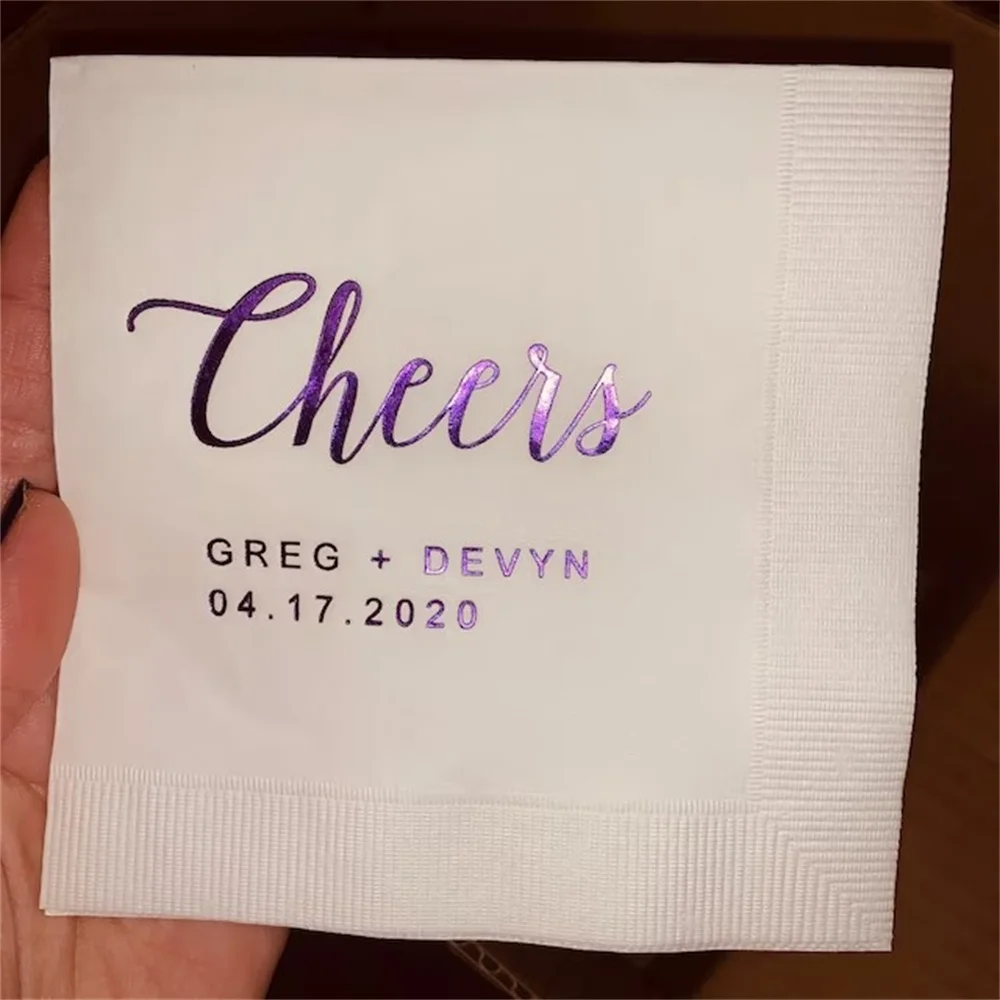 Cheers
GREG + DEVYN
04.17.2020